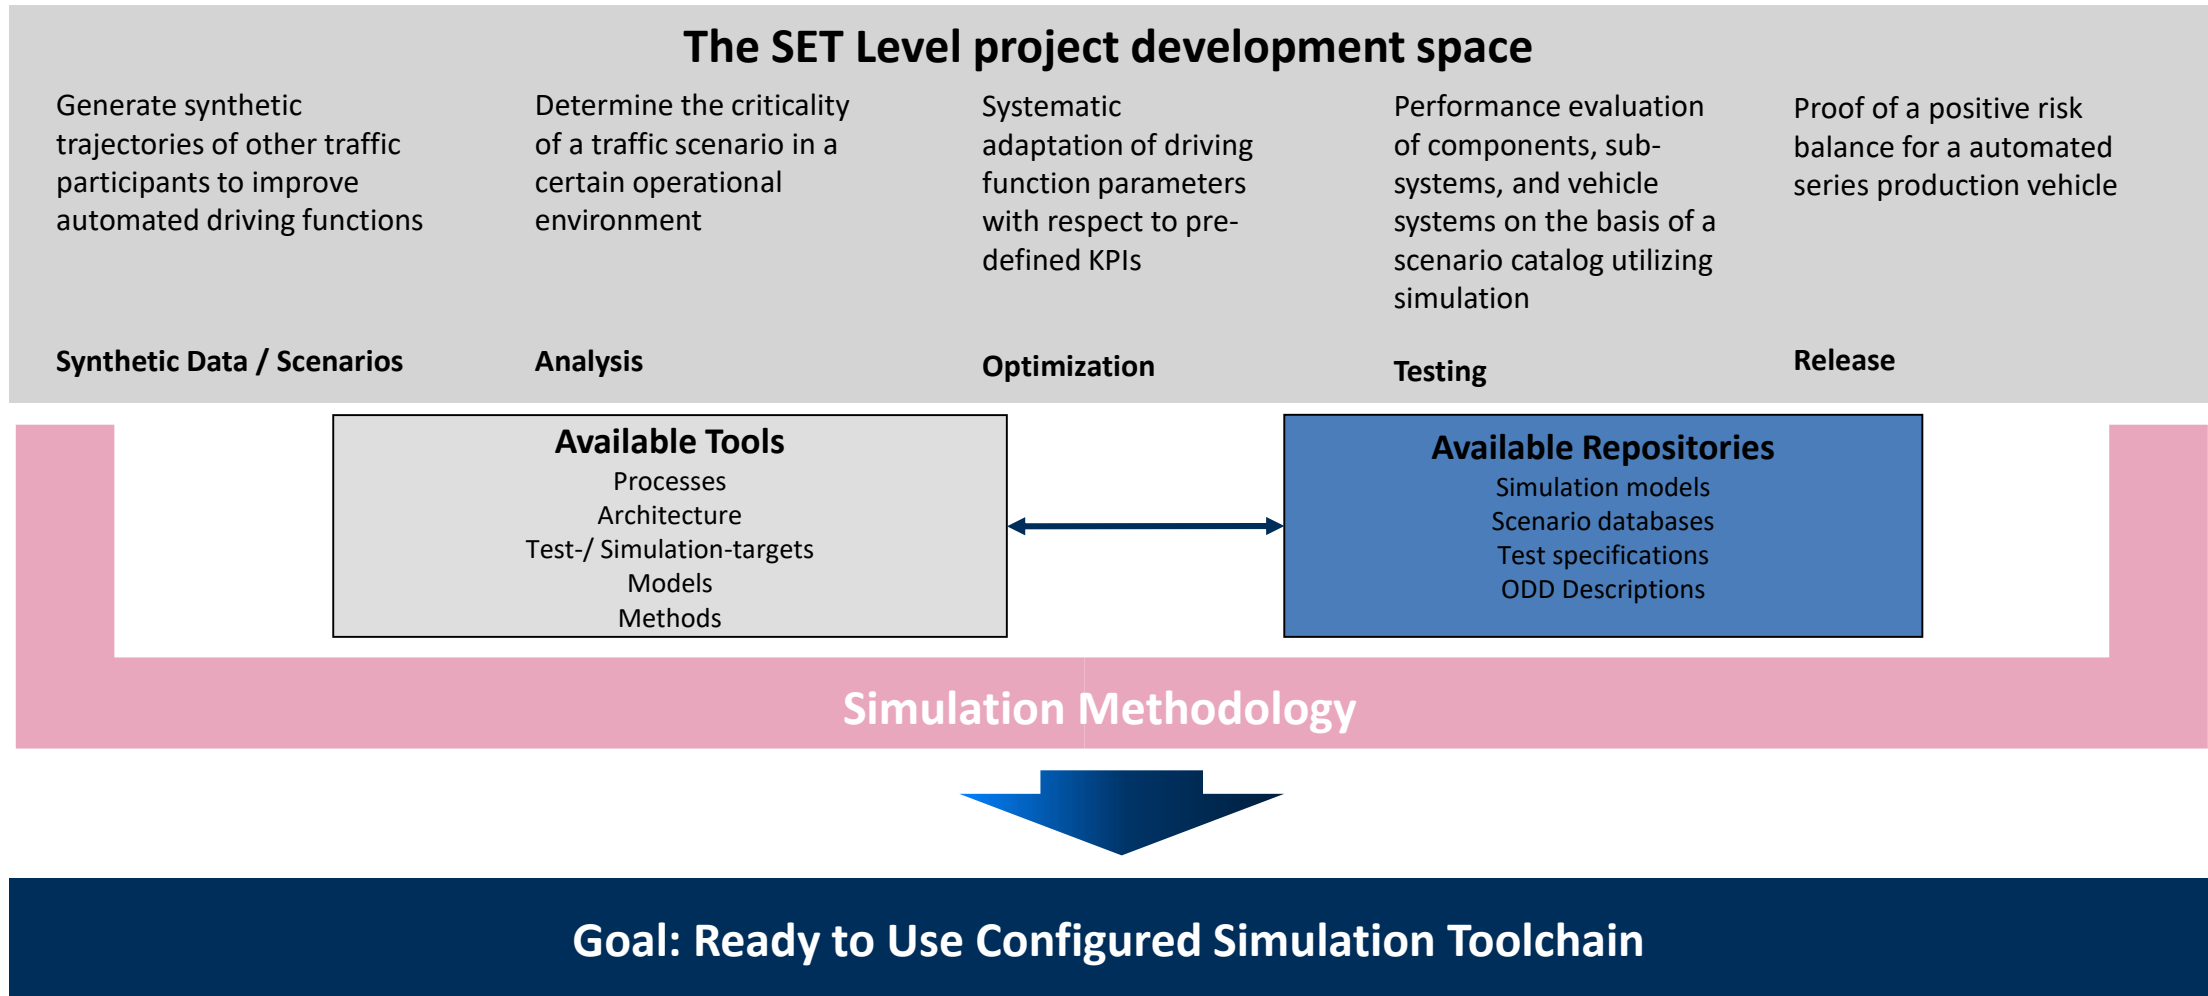 The SET Level project development space
Generate synthetic
trajectories of other traffic
participants to improve
automated driving functions
Synthetic Data / Scenarios
Determine the criticality
of a traffic scenario in a
certain operational
environment
Analysis
Systematic
adaptation of driving
function parameters
with respect to pre-
defined KPIs
Optimization
Performance evaluation
of components, sub-
systems, and vehicle
systems on the basis of a
scenario catalog utilizing
simulation
Testing
Proof of a positive risk
balance for a automated
series production vehicle
Release
Available Tools
Processes
Architecture
Test-/ Simulation-targets
Models
Methods
Available Repositories
Simulation models
Scenario databases
Test specifications
ODD Descriptions
Simulation Methodology
Goal: Ready to Use Configured Simulation Toolchain